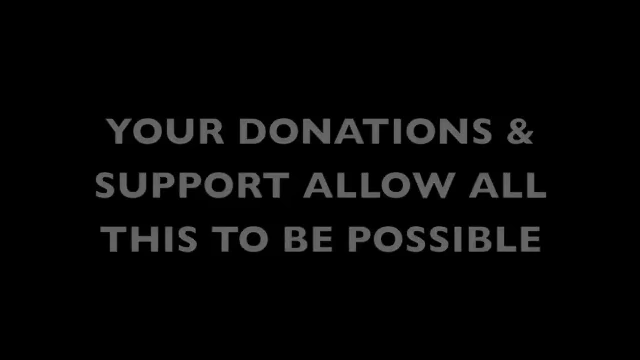 YOUR DONATIONS &
SUPPORT ALLOW ALL
THIS TO BE POSSIBLE